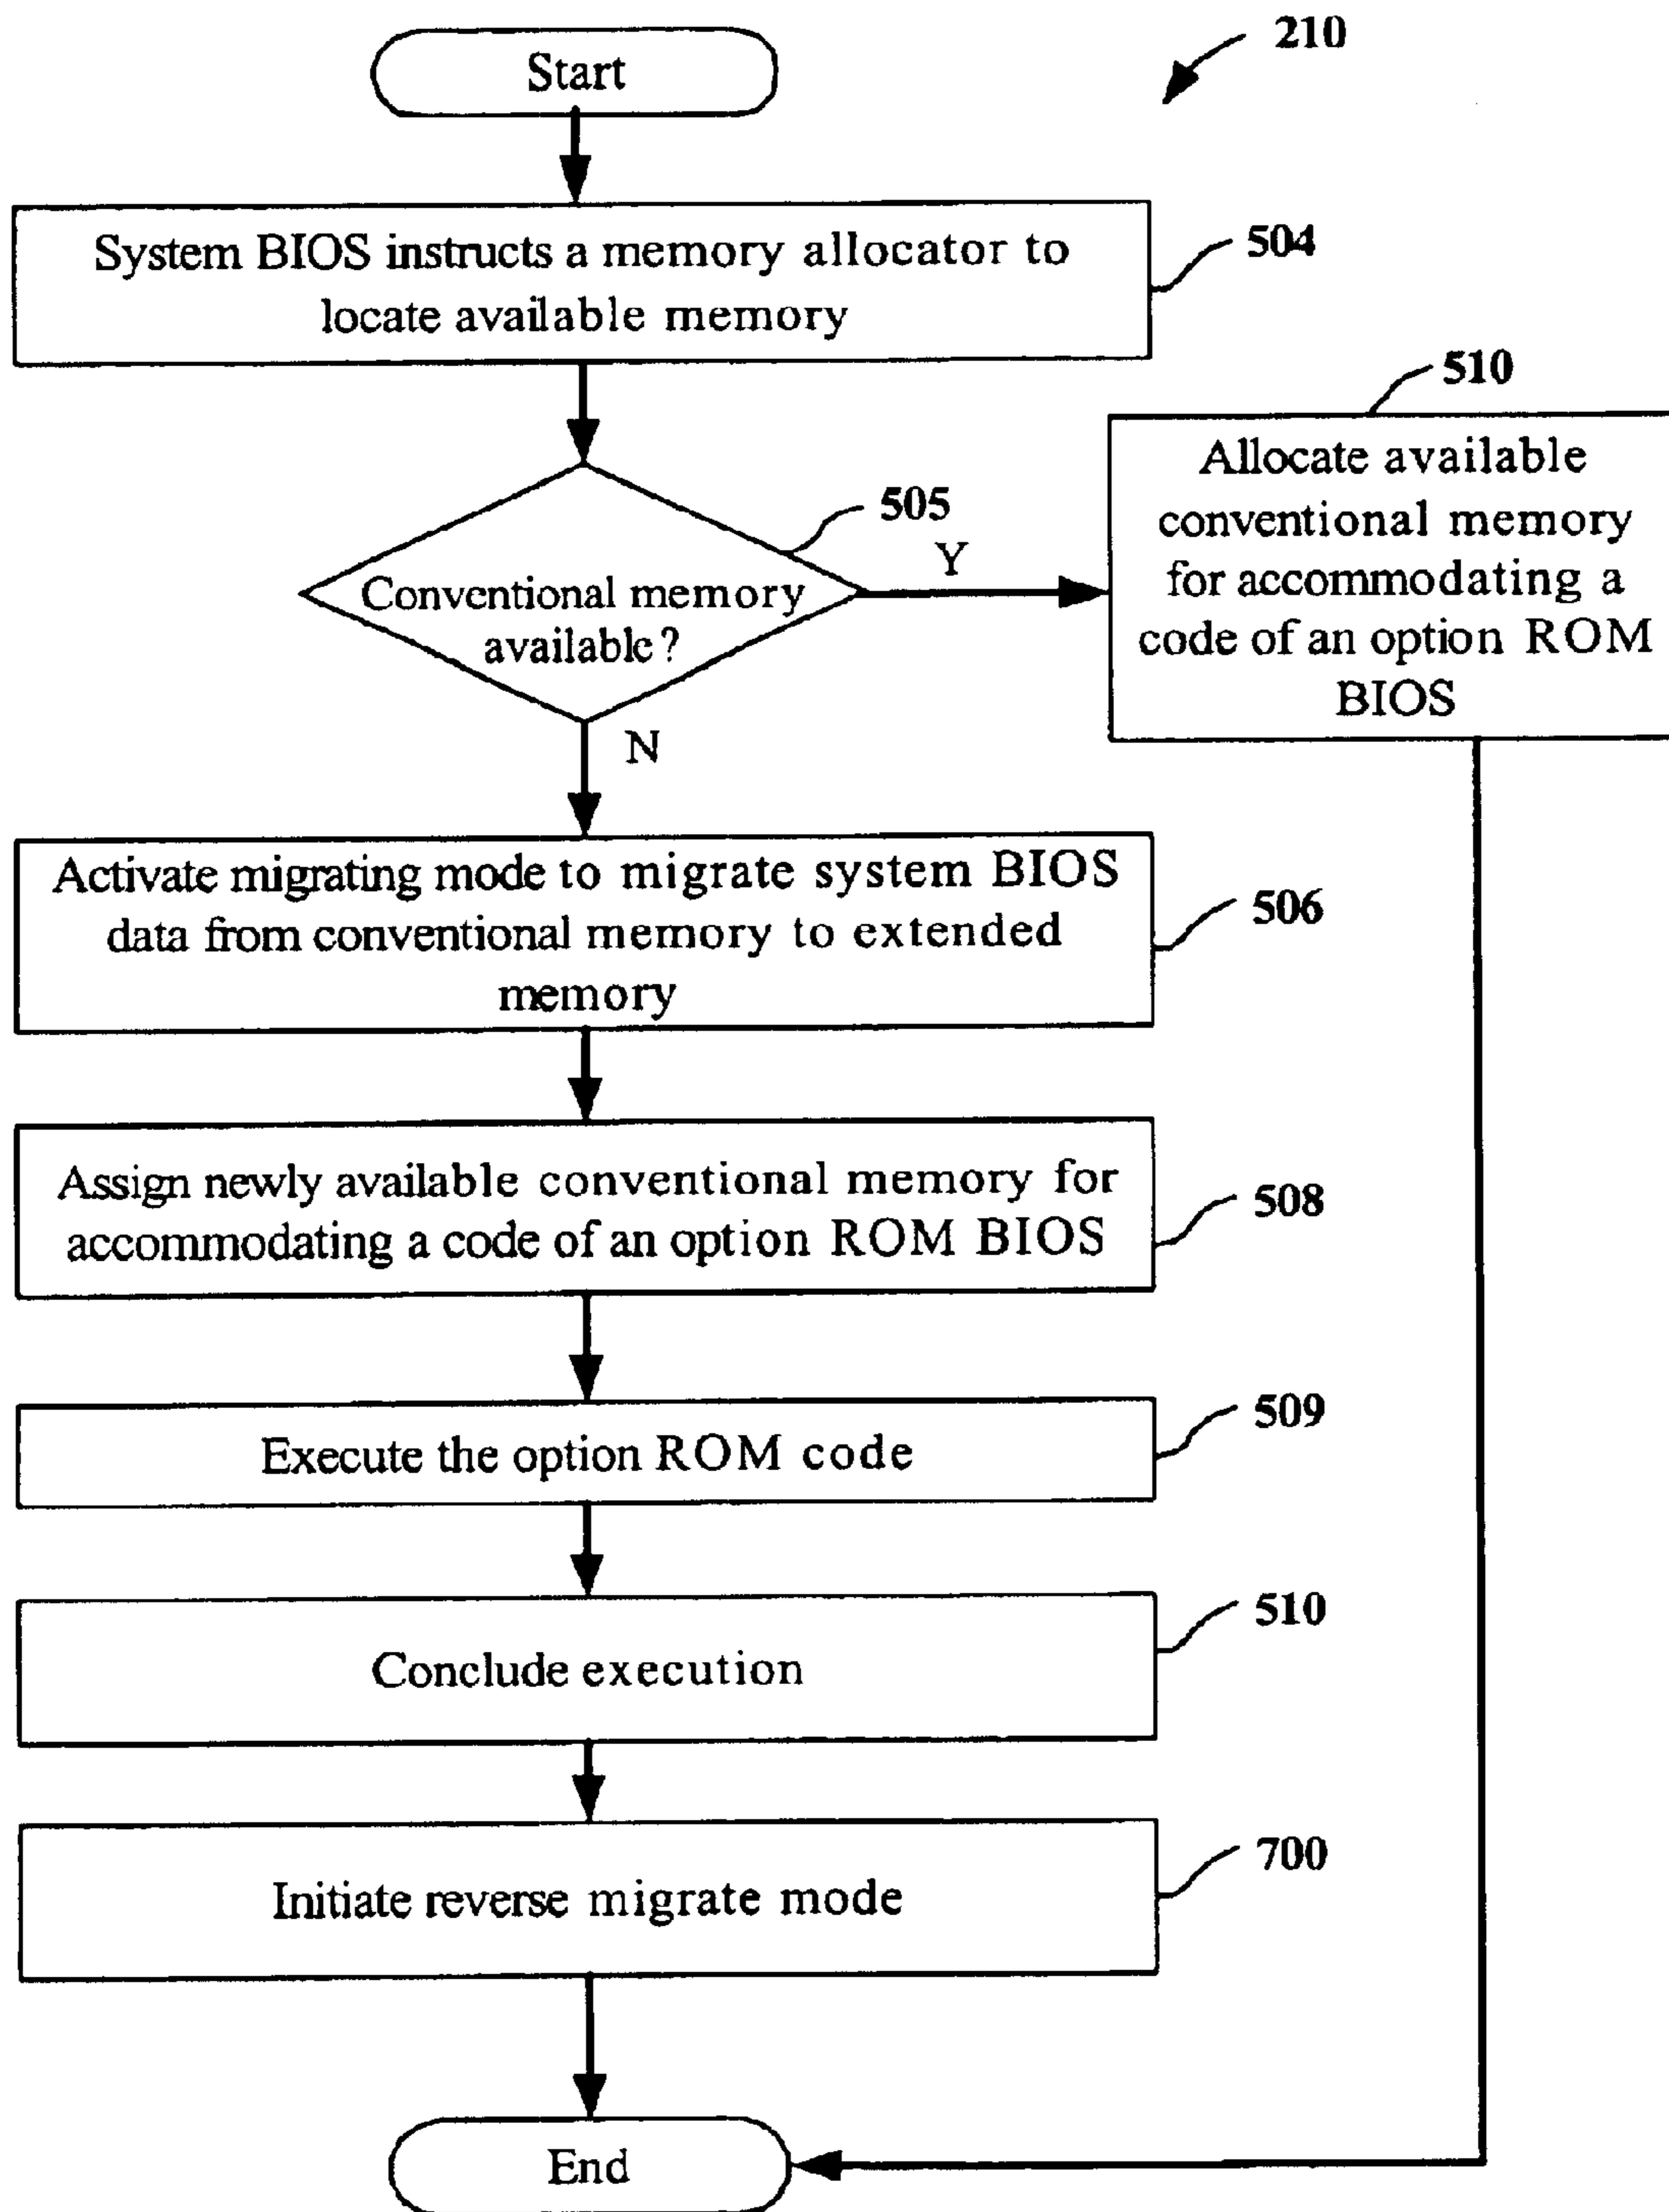 210
Start
System BIOS instructs a memory allocator to
locate available memory
504
510
Allocate available
conventional memory
for accommodating a
code of an option ROM
BIOS
505
Y
Conventional memory
available?
N
Activate migrating mode to migrate system BIOS
data from conventional memory to extended
memory
506
Assign newly available conventional memory for
accommodating a code of an option ROM BIOS
508
Execute the option ROM code
509
Conclude execution
510
Initiate reverse migrate mode
700
End